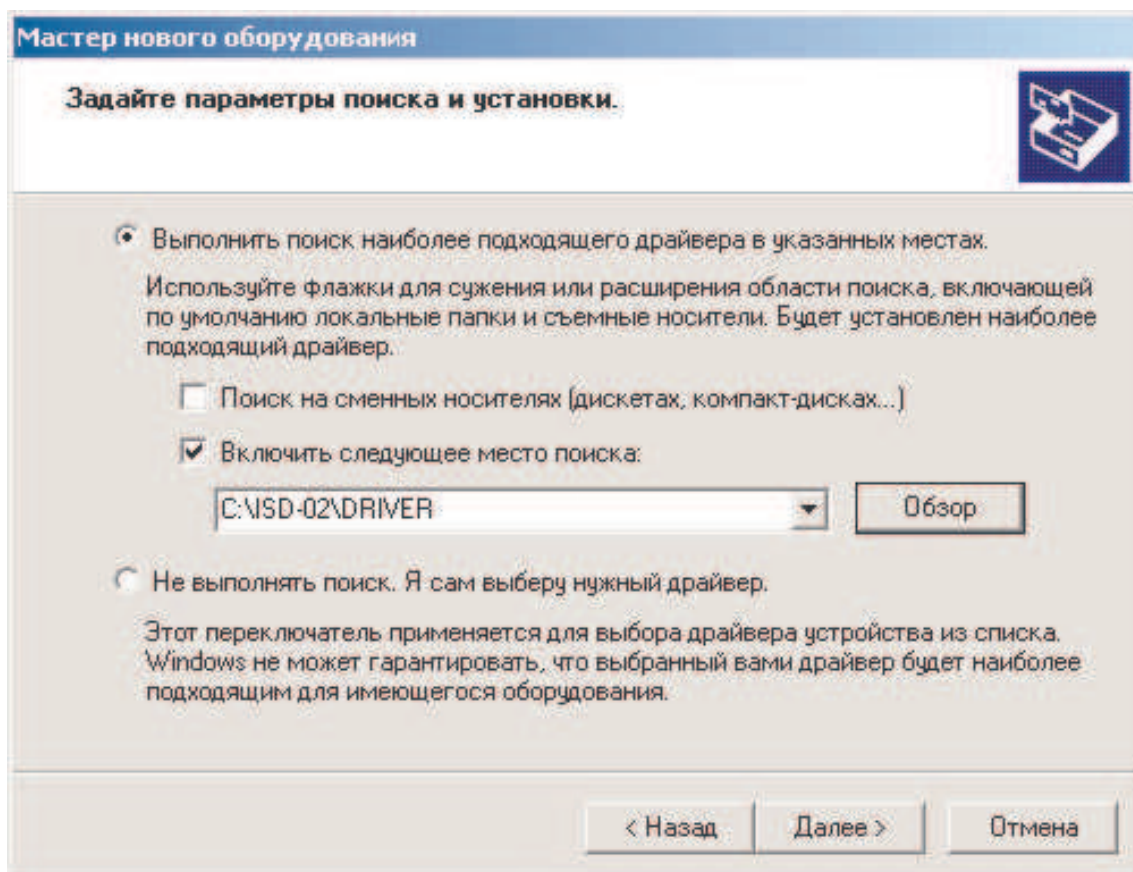 Мастер нового оборудования
Задайте параметры поиска и установки.
Выполнить поиск наиболее подходящего драйвера в указанных местах.
Используйте флажки для сужения или расширения области поиска, включающей
по умолчанию локальные папки и съемные носители. Будет установлен наиболее
подходящий драйвер.
Поиск на сменных носителях (дискетах, компакт-дисках...)
Включить следующее место поиска:
C:\ISD-02\DRIVER
Обзор
Не выполнять поиск. Я сам выберу нужный драйвер.
Этот переключатель применяется для выбора драйвера устройства из списка.
Windows не может гарантировать, что выбранный вами драйвер будет наиболее
подходящим для имеющегося оборудования.
< Назад Далее > Отмена